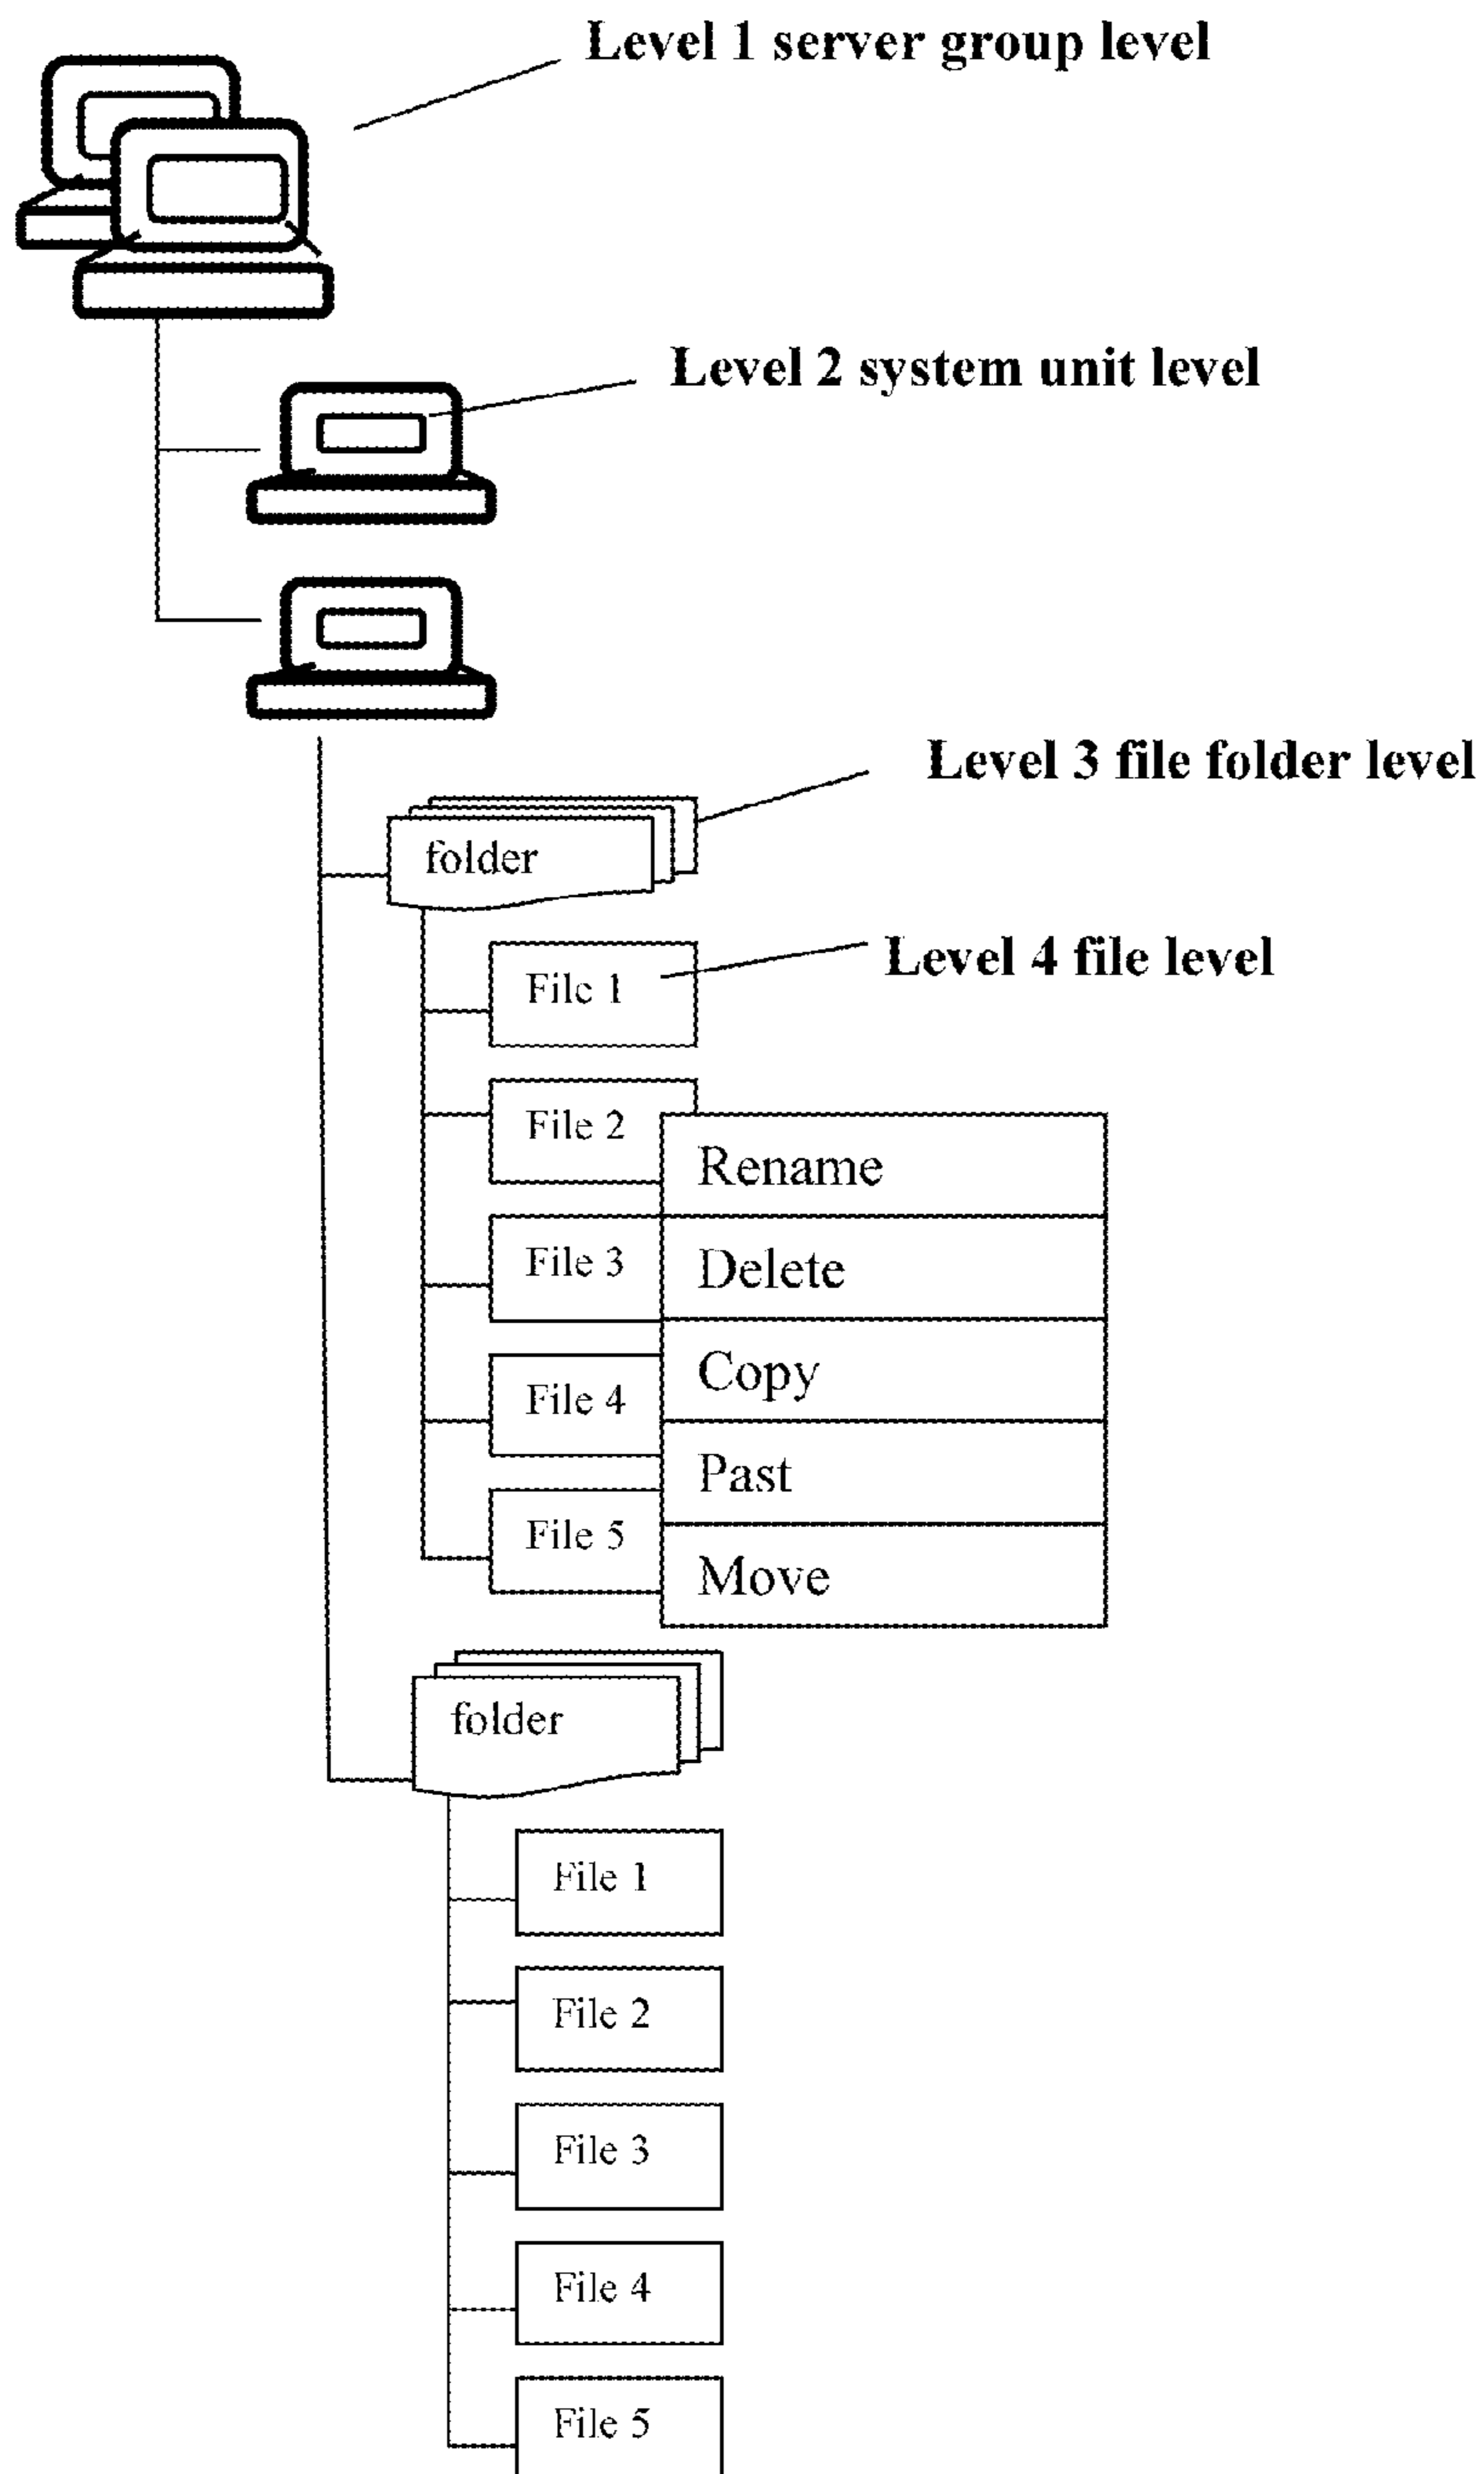 Level 1 server group level
Level 2 system unit level
Level 3 file folder level
folder
Level 4 file level
File 1
File 2
Rename
File 3
Delete
Copy
File 4
Past
File 5
Move
folder
File 1
File 2
File 3
File 4
File 5